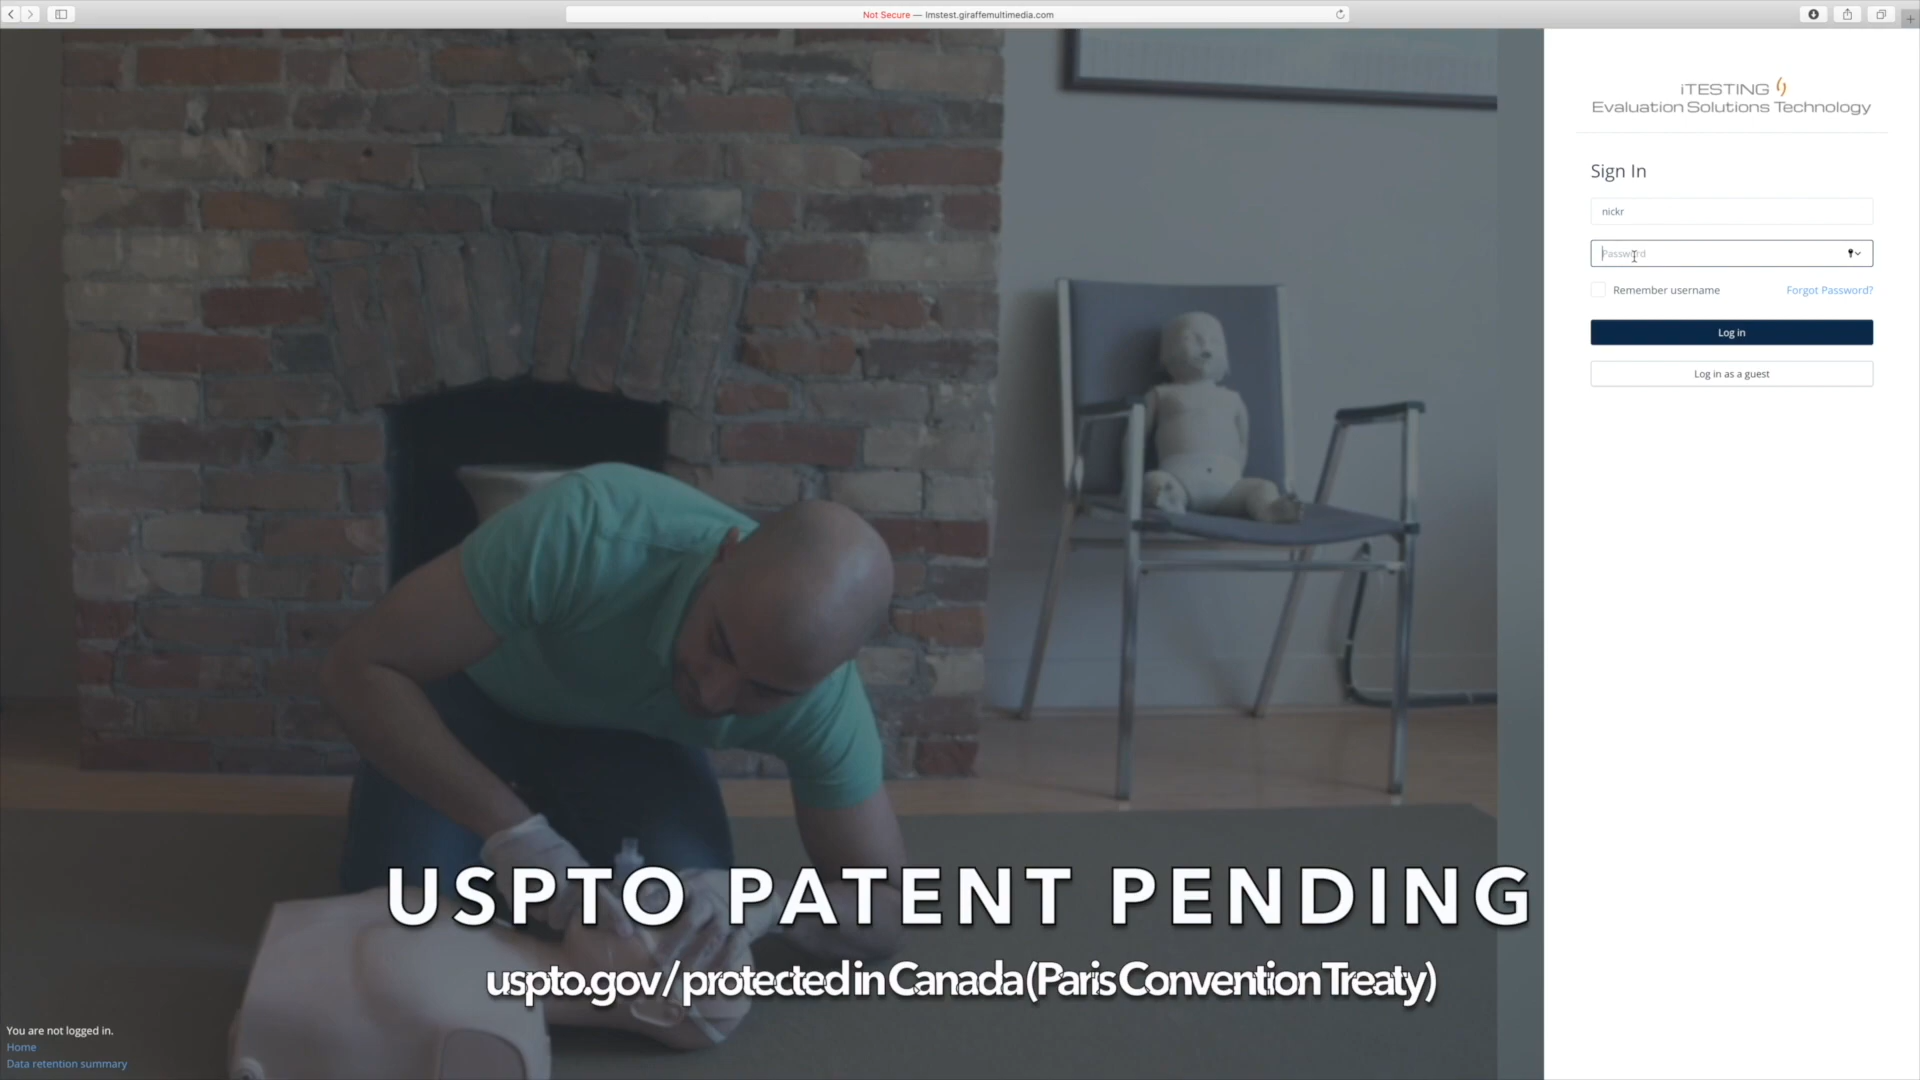 Not Secure — lmstest.giraffemultimedia.com
iTESTING
Evaluation Solutions Technology
Sign In
nickr
Password
Remember username
Forgot Password?
Log in
Log in as a guest
USPTO PATENT PENDING
uspto.gov/ protected in Canada (Paris Convention Treaty)
You are not logged in.
Home
Data retention summary